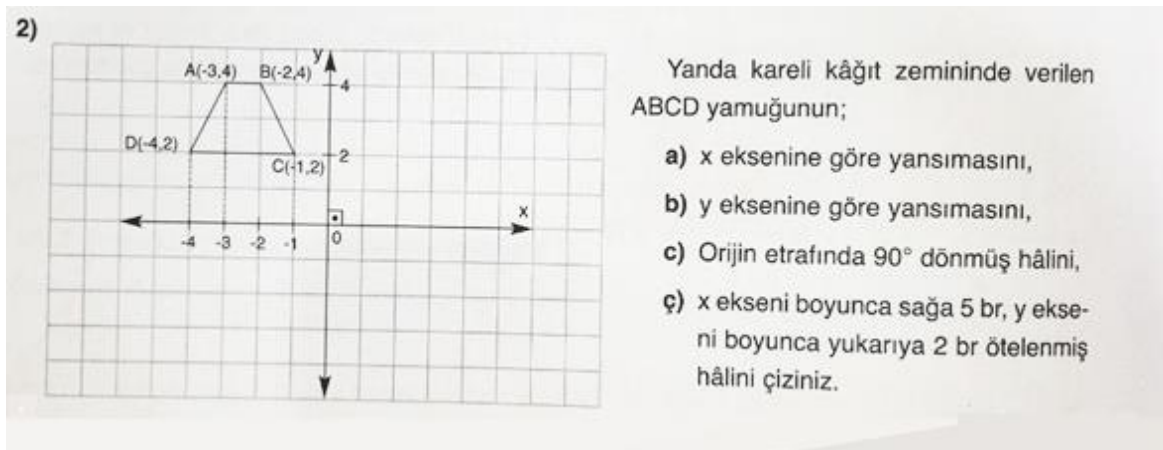 2)
y
A(-3,4) B(-2,4)
4
D(-4,2)
C(-1,2)
2
x
-4 -3 -2 -1 0
Yanda kareli kâğıt zemininde verilen
ABCD yamuğunun;
a) x eksenine göre yansımasını,
b) y eksenine göre yansımasını,
c) Orijin etrafında 90° dönmüş hâlini,
ç) x ekseni boyunca sağa 5 br, y ekse-
ni boyunca yukarıya 2 br ötelenmiş
hâlini çiziniz.